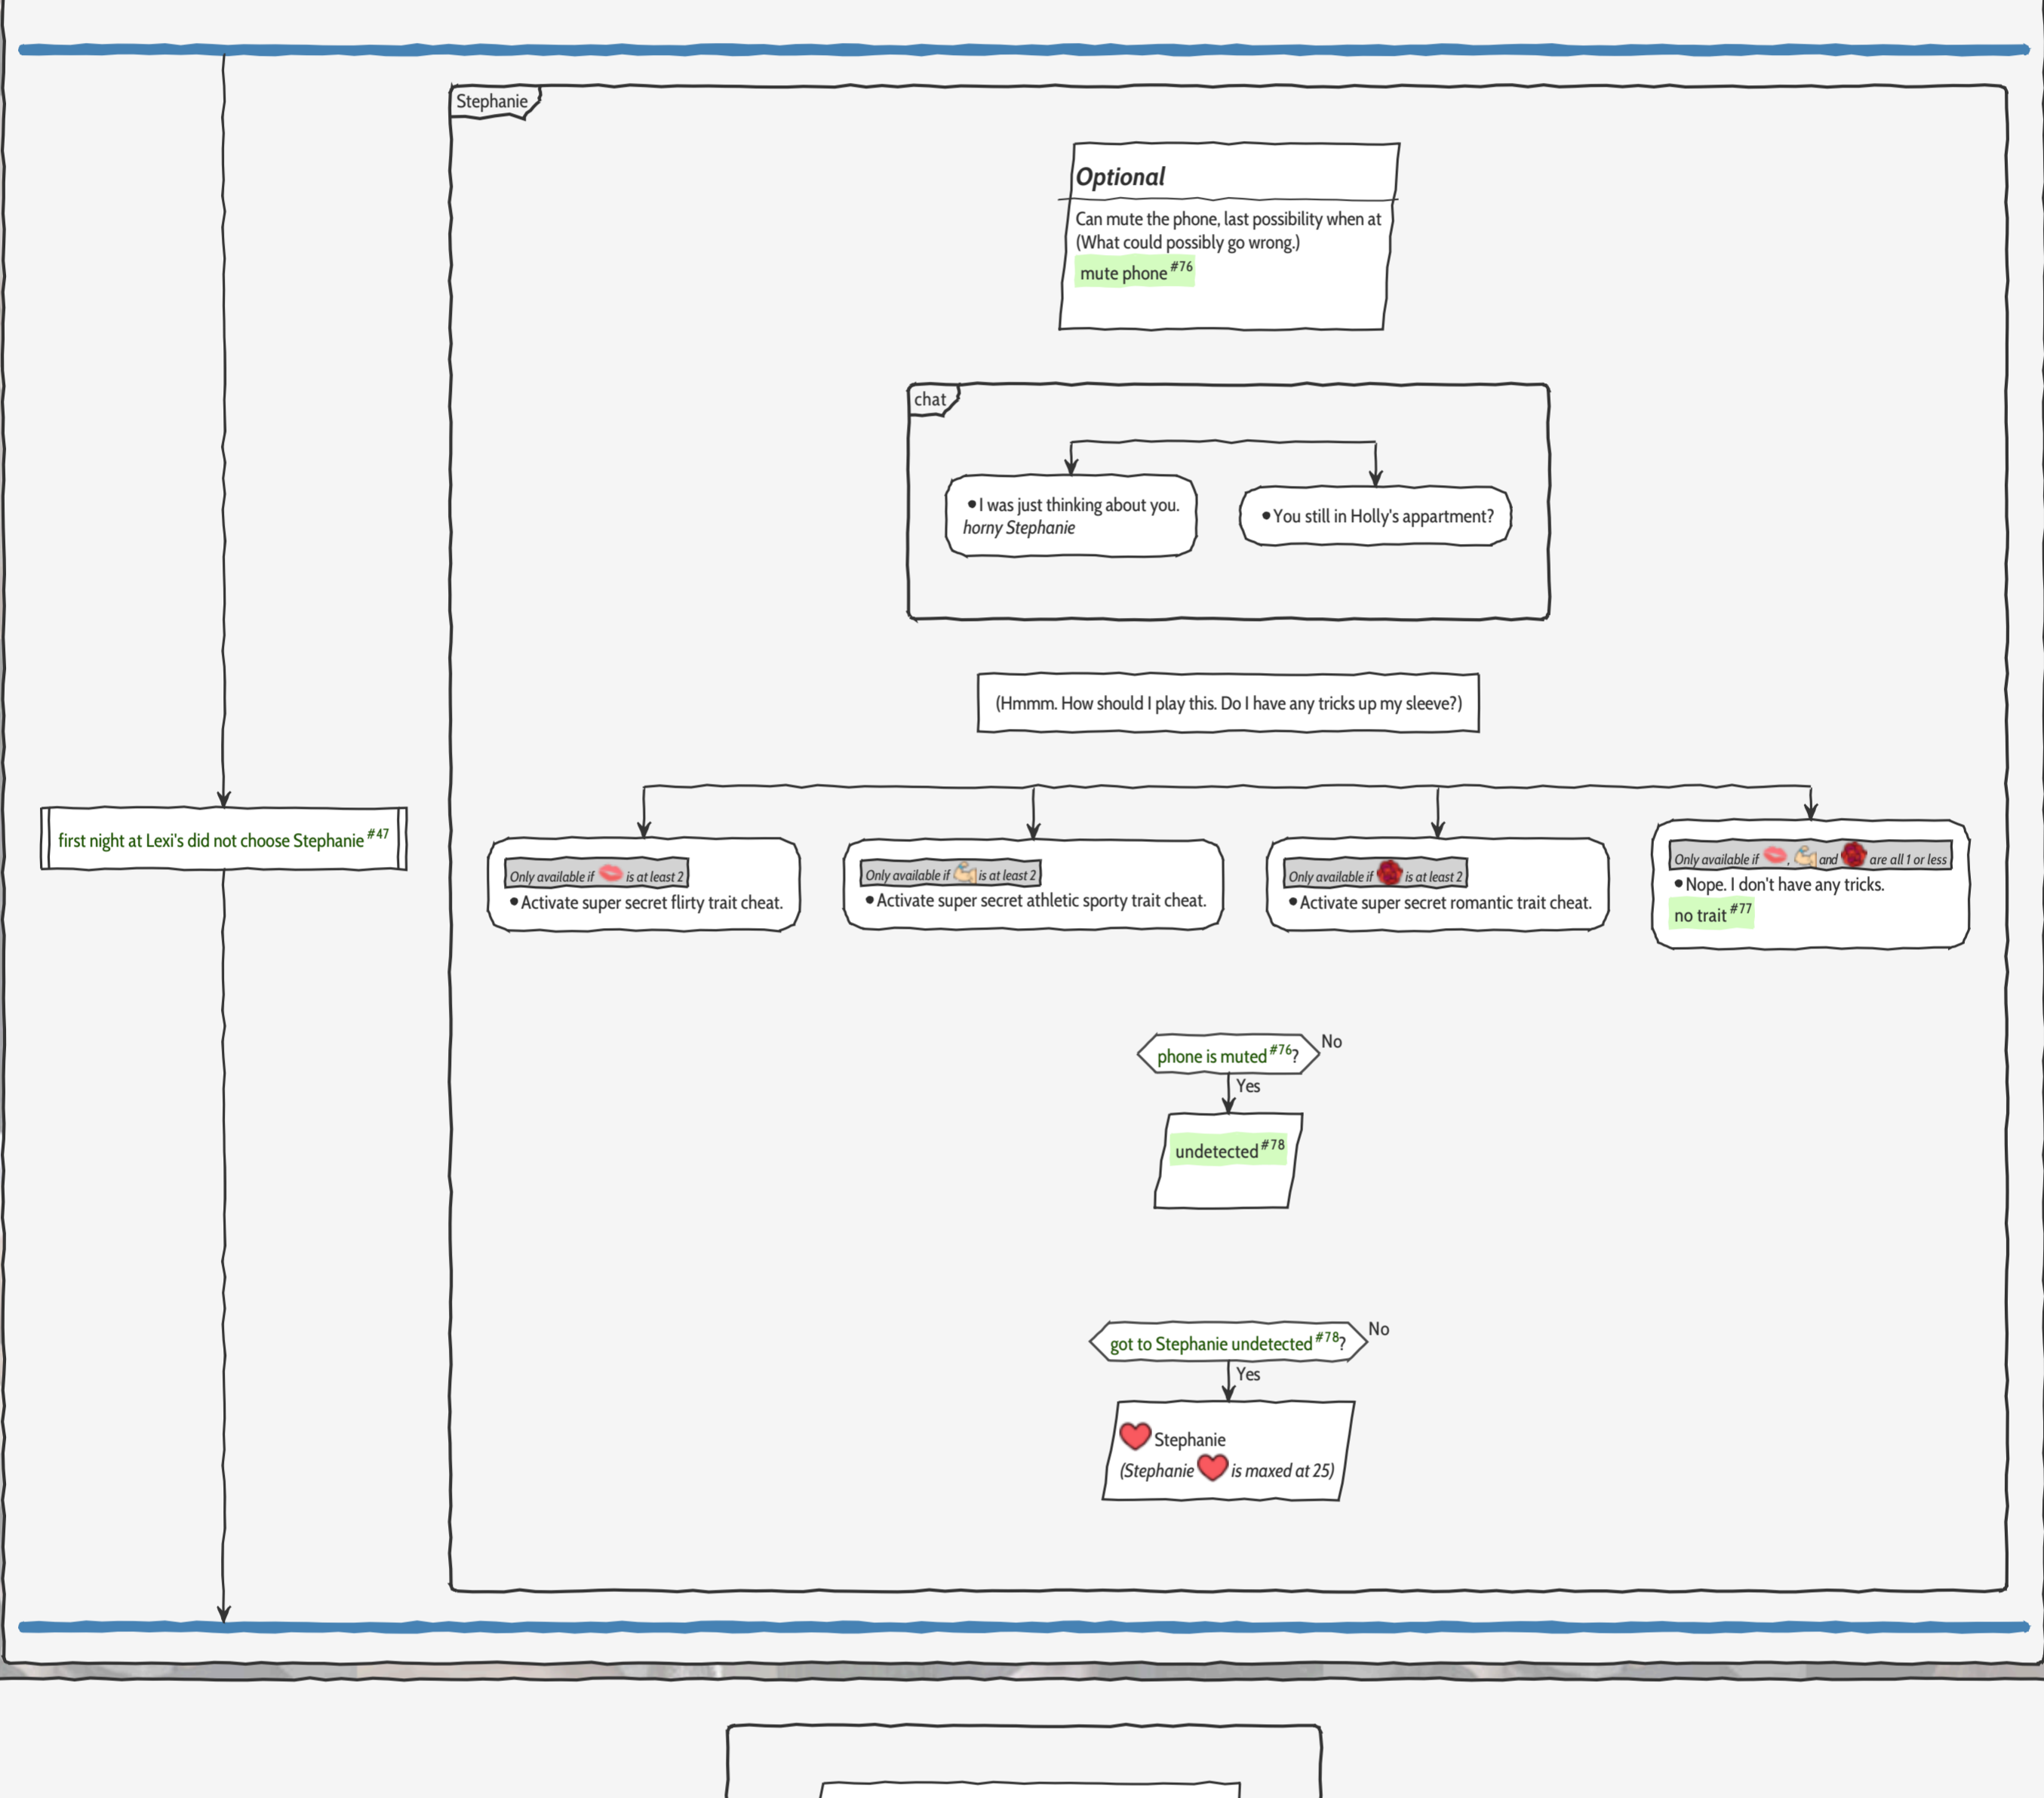 Stephanie
Optional
Can mute the phone, last possibility when at
(What could possibly go wrong.)
mute phone #76
chat
•I was just thinking about you.
horny Stephanie
•You still in Holly's appartment?
(Hmmm. How should I play this. Do I have any tricks up my sleeve?)
first night at Lexi's did not choose Stephanie #47
Only available if 💋 is at least 2
•Activate super secret flirty trait cheat.
Only available if 💪 is at least 2
•Activate super secret athletic sporty trait cheat.
Only available if 🌹 is at least 2
•Activate super secret romantic trait cheat.
Only available if 💋, 💪 and 🌹 are all 1 or less
•Nope. I don't have any tricks.
no trait #77
phone is muted #76?
No
Yes
undetected #78
got to Stephanie undetected #78?
No
Yes
❤️ Stephanie
(Stephanie ❤️ is maxed at 25)